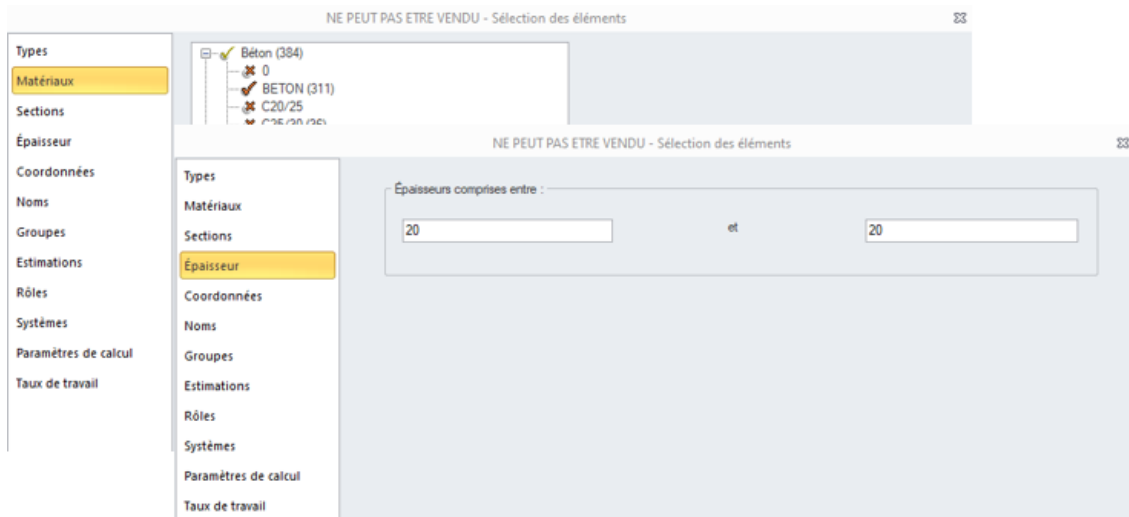 NE PEUT PAS ETRE VENDU - Sélection des éléments
Types
Matériaux
Sections
Épaisseur
Coordonnées
Noms
Groupes
Estimations
Rôles
Systèmes
Paramètres de calcul
Taux de travail
Béton (384)
0
BETON (311)
C20/25
NE PEUT PAS ETRE VENDU - Sélection des éléments
Types
Matériaux
Sections
Épaisseur
Coordonnées
Noms
Groupes
Estimations
Rôles
Systèmes
Paramètres de calcul
Taux de travail
Épaisseurs comprises entre :
20 et 20